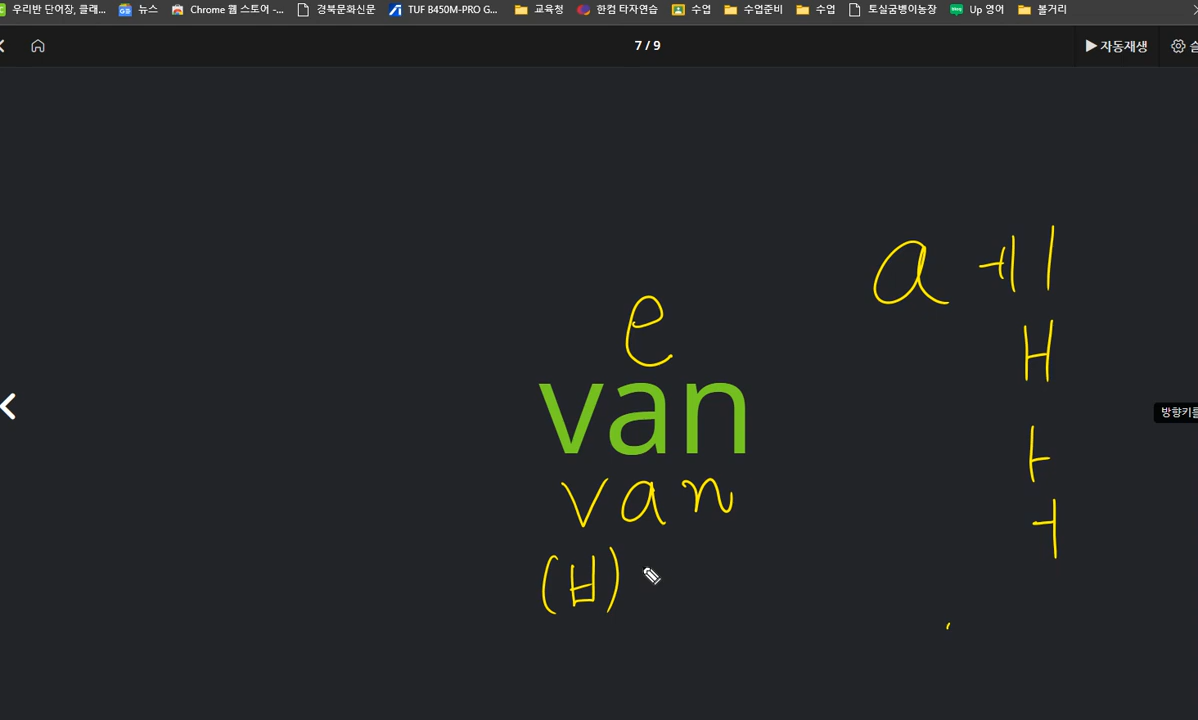 우리반 단어장, 클래... 뉴스 Chrome 웹 스토어 -... 경북문화신문 TUF B450M-PRO G... 교육청 한컴 타자연습 수업 수업준비 수업 토실굼벵이농장 Up 영어 볼거리
7 / 9 자동재생 슬
a ㅔㅣ
ㅐ
e
van
방향키를
ㅏ
van
ㅓ
(ㅂ)